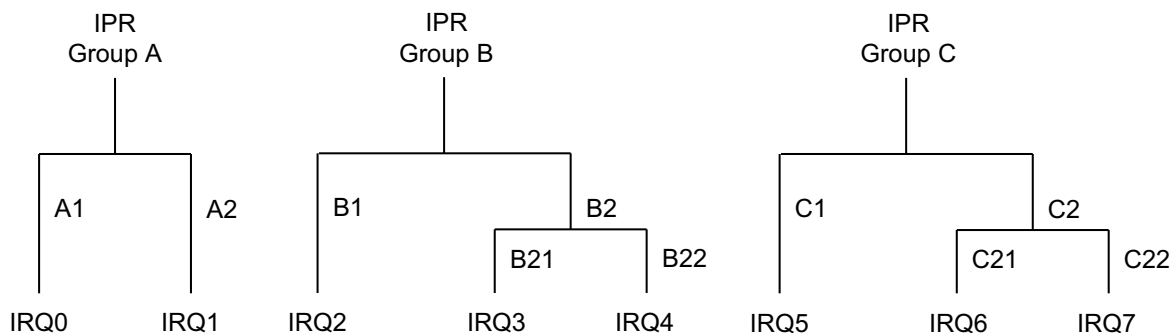 IPR
Group A
IPR
Group B
IPR
Group C
A1
A2
B1
B2
C1
C2
B21
B22
C21
C22
IRQ0
IRQ1
IRQ2
IRQ3
IRQ4
IRQ5
IRQ6
IRQ7